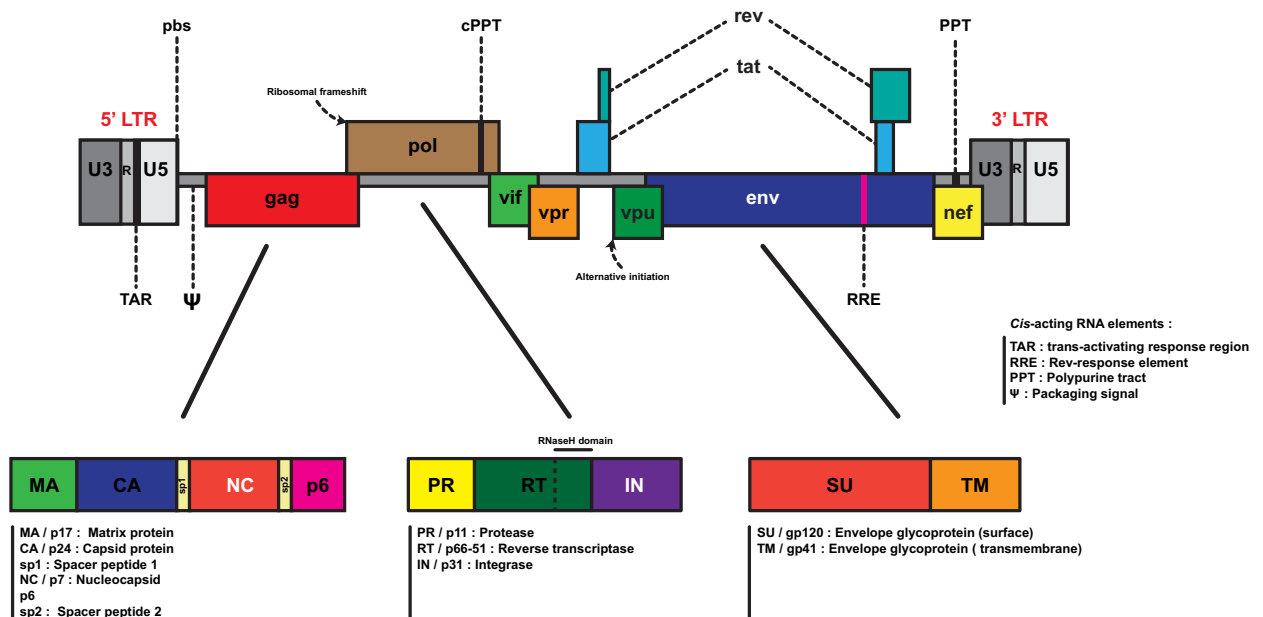 rev
pbs
cPPT
PPT
tat
Ribosomal frameshift
5’ LTR
3’ LTR
pol
U3
R
U5
U3
R
U5
gag
vif
vpr
vpu
env
nef
Alternative initiation
TAR
Ψ
RRE
Cis-acting RNA elements :
TAR : trans-activating response region
RRE : Rev-response element
PPT : Polypurine tract
Ψ : Packaging signal
RNaseH domain
MA
CA
sp1
NC
sp2
p6
PR
RT
IN
SU
TM
MA / p17 : Matrix protein
CA / p24 : Capsid protein
sp1 : Spacer peptide 1
NC / p7 : Nucleocapsid
p6
sp2 : Spacer peptide 2
PR / p11 : Protease
RT / p66-51 : Reverse transcriptase
IN / p31 : Integrase
SU / gp120 : Envelope glycoprotein (surface)
TM / gp41 : Envelope glycoprotein ( transmembrane)